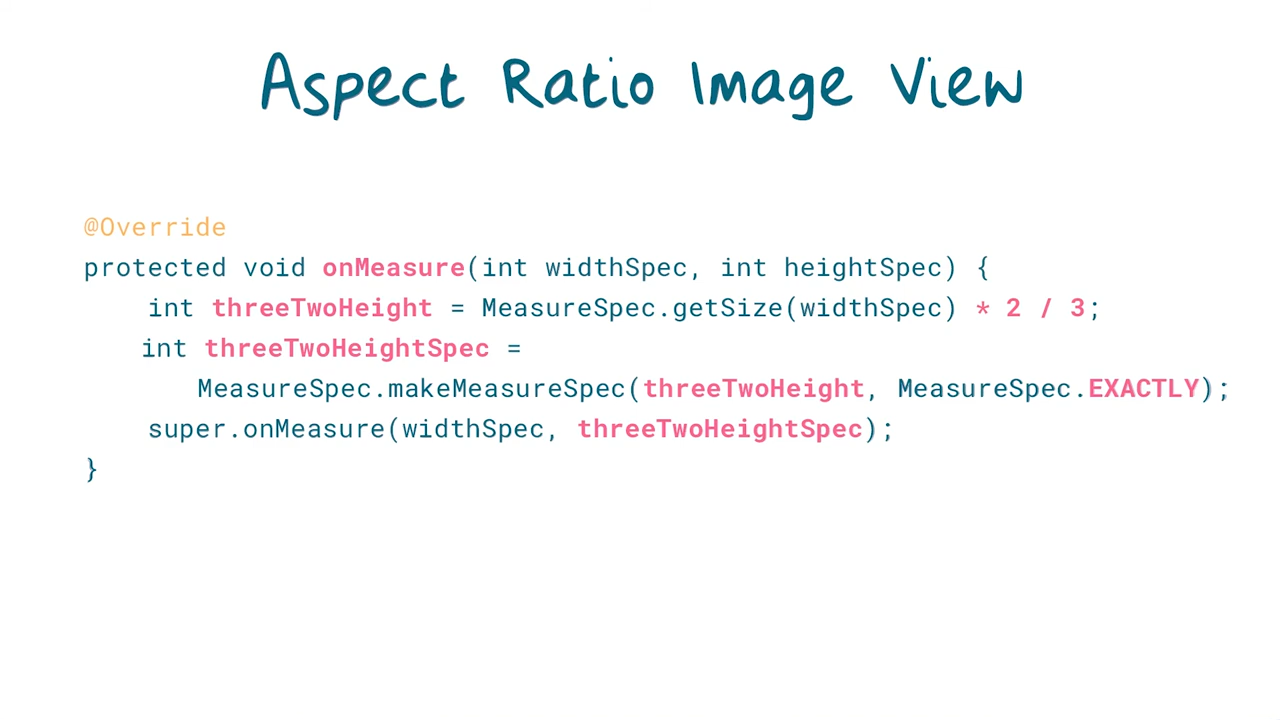 Aspect Ratio Image View
@Override
protected void onMeasure(int widthSpec, int heightSpec) {
int threeTwoHeight = MeasureSpec.getSize(widthSpec) * 2 / 3;
int threeTwoHeightSpec =
MeasureSpec.makeMeasureSpec(threeTwoHeight, MeasureSpec.EXACTLY);
super.onMeasure(widthSpec, threeTwoHeightSpec);
}